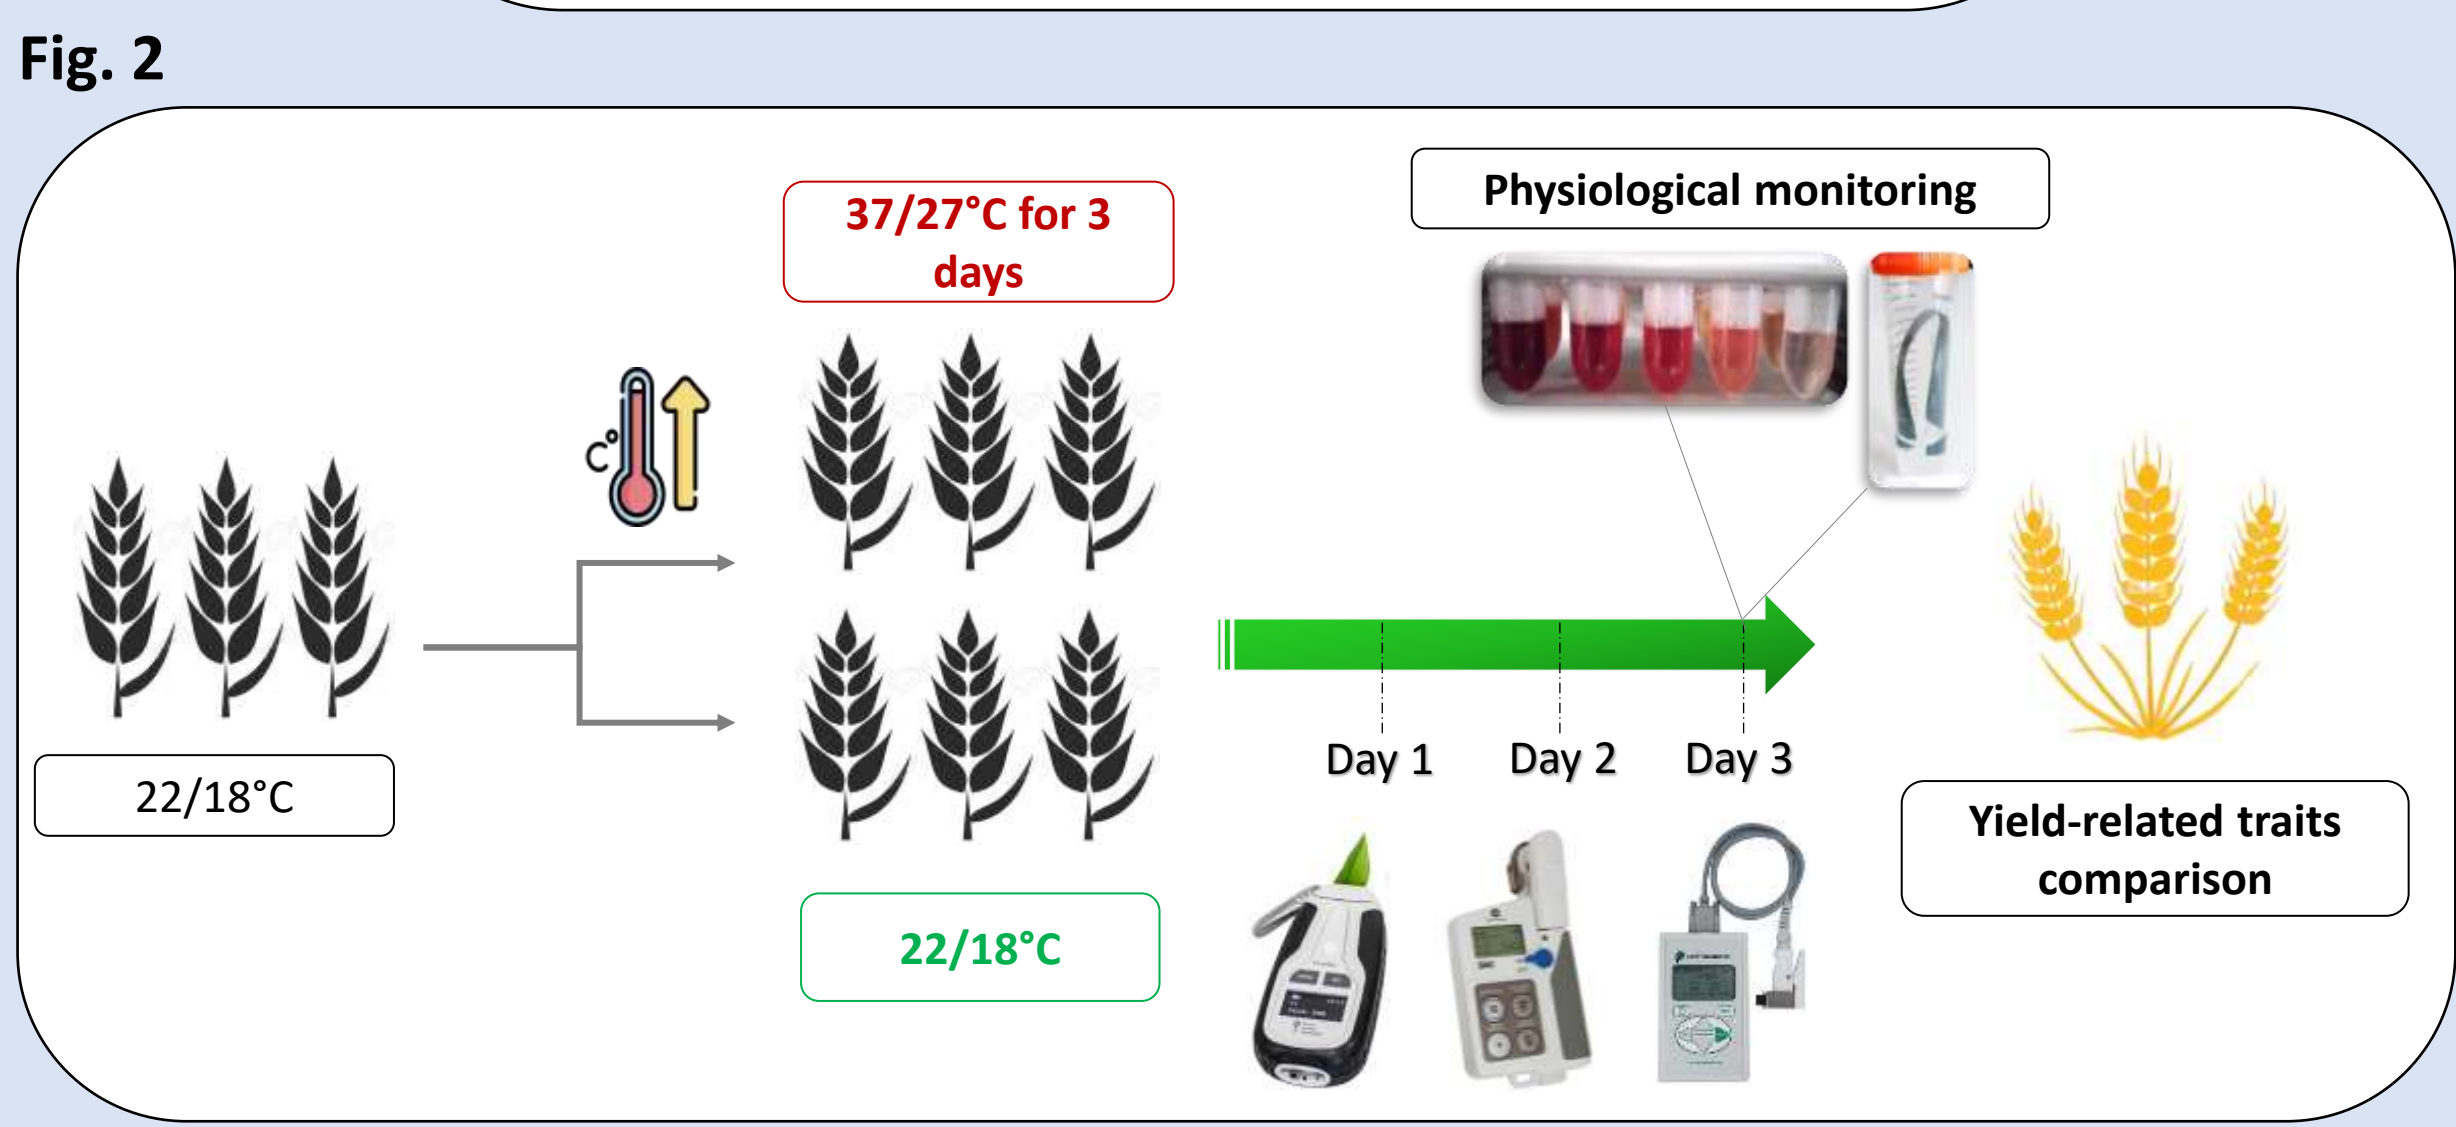 Fig. 2
37/27°C for 3
days
Physiological monitoring
C°
22/18°C
Day 1
Day 2
Day 3
22/18°C
Yield-related traits
comparison